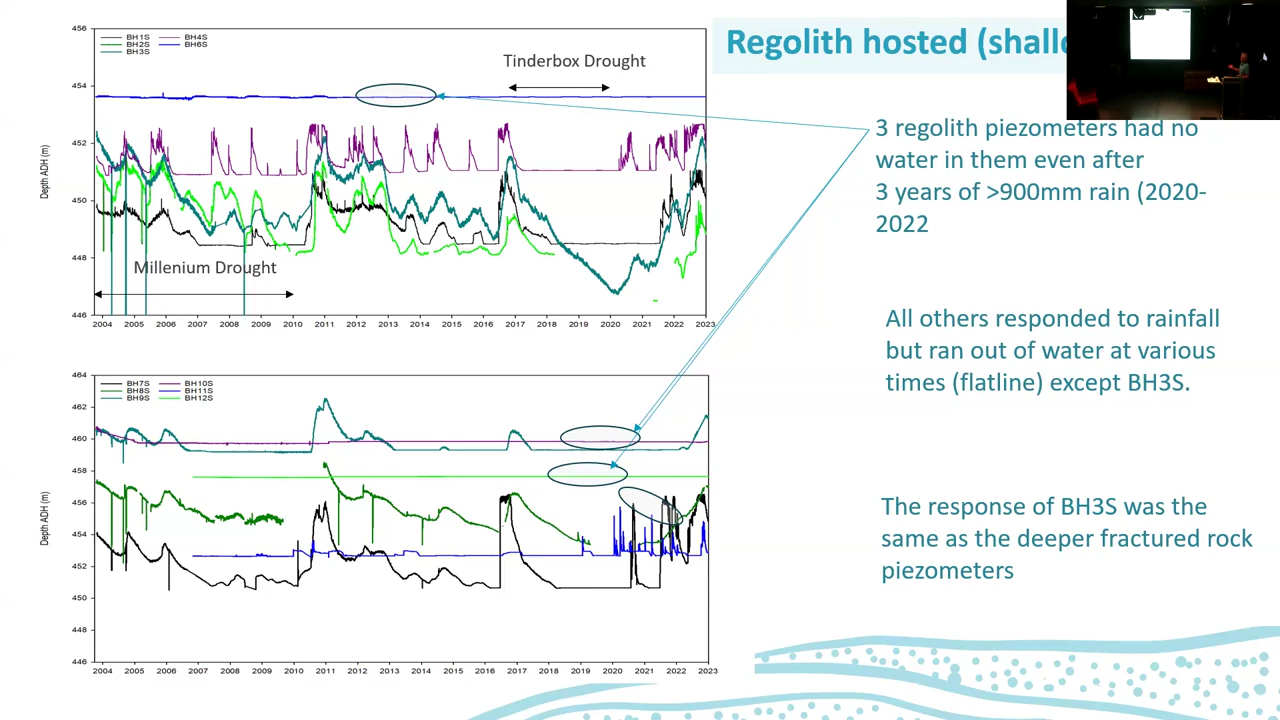 Regolith hosted (shallo
456
454
452
450
448
446
Depth ADH (m)
BH1S
BH2S
BH3S
BH4S
BH6S
Tinderbox Drought
Millenium Drought
2004 2005 2006 2007 2008 2009 2010 2011 2012 2013 2014 2015 2016 2017 2018 2019 2020 2021 2022 2023
464
462
460
458
456
454
452
450
448
446
Depth ADH (m)
BH7S
BH8S
BH9S
BH10S
BH11S
BH12S
2004 2005 2006 2007 2008 2009 2010 2011 2012 2013 2014 2015 2016 2017 2018 2019 2020 2021 2022 2023
3 regolith piezometers had no
water in them even after
3 years of >900mm rain (2020-
2022
All others responded to rainfall
but ran out of water at various
times (flatline) except BH3S.
The response of BH3S was the
same as the deeper fractured rock
piezometers